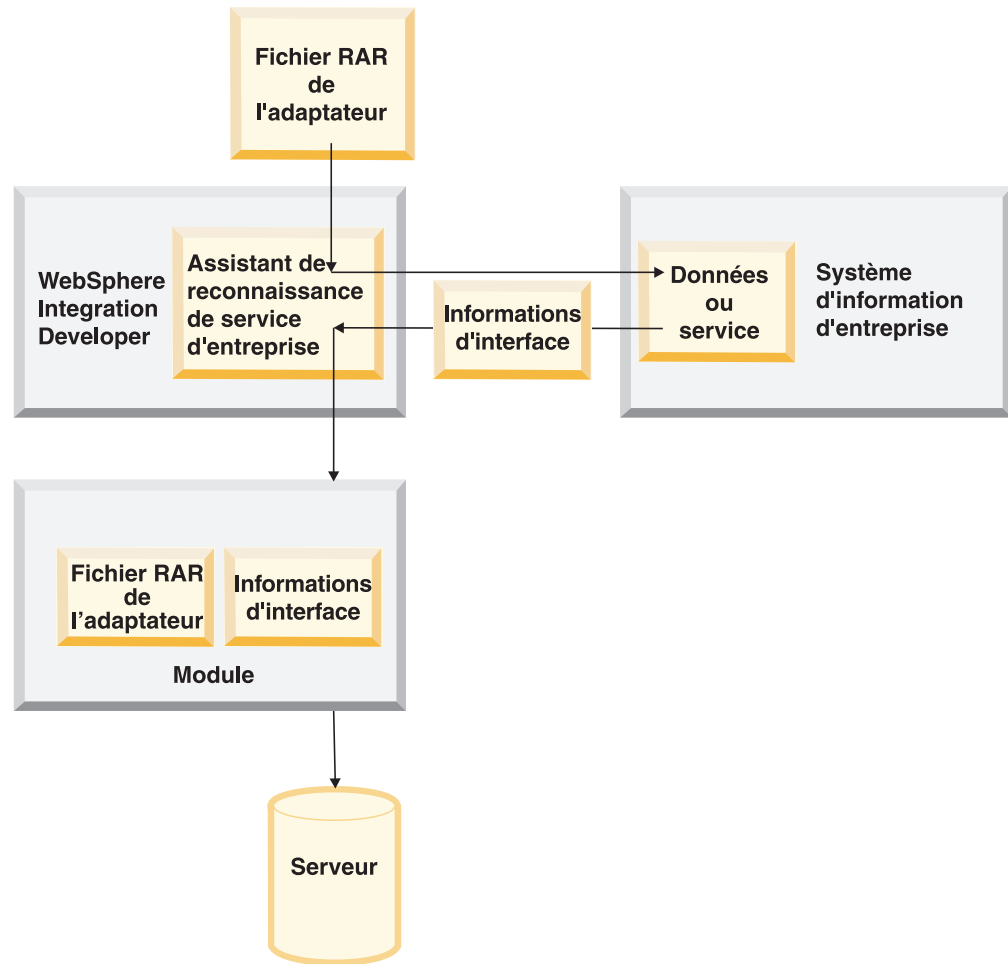 Fichier RAR
de
l'adaptateur
WebSphere
Integration
Developer
Assistant de
reconnaissance
de service
d'entreprise
Informations
d'interface
Données
ou
service
Système
d'information
d'entreprise
Fichier RAR
de
l’adaptateur
Informations
d'interface
Module
Serveur